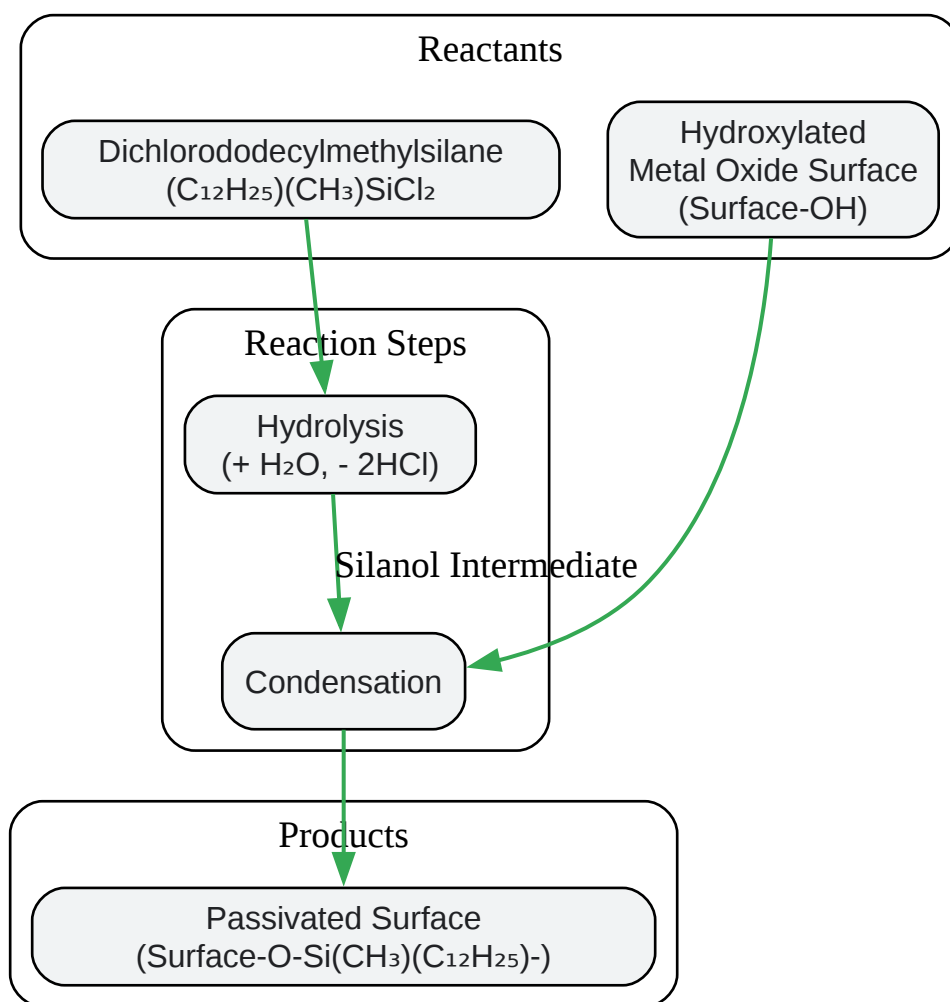 Reactants
Dichlorododecylmethylsilane
(C₁₂H₂₅)(CH₃)SiCl₂
Hydroxylated
Metal Oxide Surface
(Surface-OH)
Reaction Steps
Hydrolysis
(+ H₂O, - 2HCl)
Silanol Intermediate
Condensation
Products
Passivated Surface
(Surface-O-Si(CH₃)(C₁₂H₂₅)-)